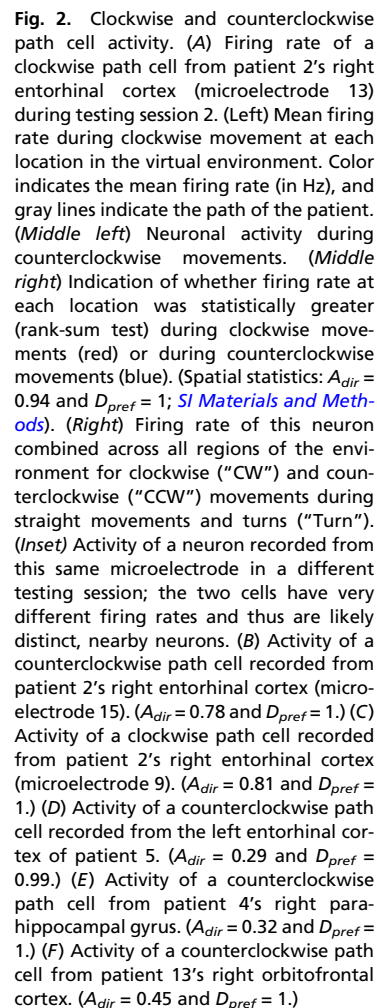 Fig. 2. Clockwise and counterclockwise
path cell activity. (A) Firing rate of a
clockwise path cell from patient 2's right
entorhinal cortex (microelectrode 13)
during testing session 2. (Left) Mean firing
rate during clockwise movement at each
location in the virtual environment. Color
indicates the mean firing rate (in Hz), and
gray lines indicate the path of the patient.
(Middle left) Neuronal activity during
counterclockwise movements. (Middle
right) Indication of whether firing rate at
each location was statistically greater
(rank-sum test) during clockwise move-
ments (red) or during counterclockwise
movements (blue). (Spatial statistics: Adir =
0.94 and Dpref = 1; SI Materials and Meth-
ods). (Right) Firing rate of this neuron
combined across all regions of the envi-
ronment for clockwise ("CW") and coun-
terclockwise ("CCW") movements during
straight movements and turns ("Turn").
(Inset) Activity of a neuron recorded from
this same microelectrode in a different
testing session; the two cells have very
different firing rates and thus are likely
distinct, nearby neurons. (B) Activity of a
counterclockwise path cell recorded from
patient 2's right entorhinal cortex (micro-
electrode 15). (Adir = 0.78 and Dpref = 1.) (C)
Activity of a clockwise path cell recorded
from patient 2's right entorhinal cortex
(microelectrode 9). (Adir = 0.81 and Dpref =
1.) (D) Activity of a counterclockwise path
cell recorded from the left entorhinal cor-
tex of patient 5. (Adir = 0.29 and Dpref =
0.99.) (E) Activity of a counterclockwise
path cell from patient 4's right para-
hippocampal gyrus. (Adir = 0.32 and Dpref =
1.) (F) Activity of a counterclockwise path
cell from patient 13's right orbitofrontal
cortex. (Adir = 0.45 and Dpref = 1.)